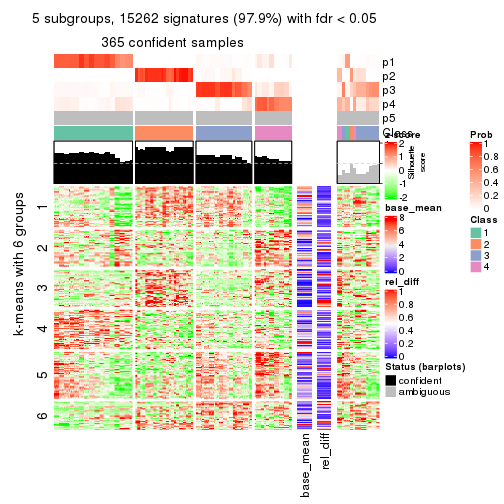 5 subgroups, 15262 signatures (97.9%) with fdr < 0.05
365 confident samples
p1
p2
p3
p4
p5
Class
k-means with 6 groups
1
2
3
4
5
6
base_mean
rel_diff
z-score
2
1
0
-1
-2
Silhouette
score
base_mean
8
6
4
2
0
rel_diff
1
0.8
0.6
0.4
0.2
0
Status (barplots)
confident
ambiguous
Prob
1
0.8
0.6
0.4
0.2
0
Class
1
2
3
4